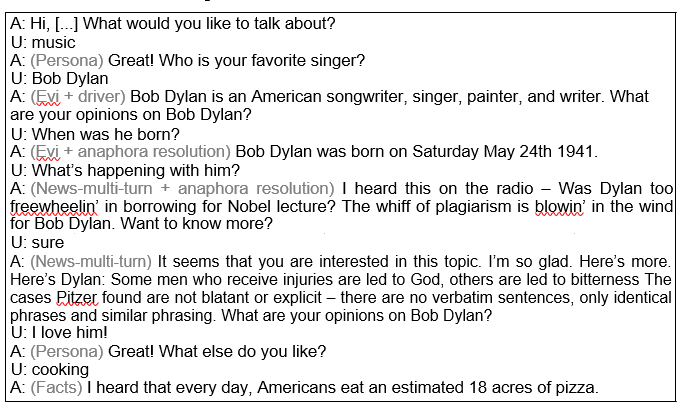 A: Hi, [...] What would you like to talk about?
U: music
A: (Persona) Great! Who is your favorite singer?
U: Bob Dylan
A: (Evi + driver) Bob Dylan is an American songwriter, singer, painter, and writer. What
are your opinions on Bob Dylan?
U: When was he born?
A: (Evi + anaphora resolution) Bob Dylan was born on Saturday May 24th 1941.
U: What’s happening with him?
A: (News-multi-turn + anaphora resolution) I heard this on the radio – Was Dylan too
freewheelin’ in borrowing for Nobel lecture? The whiff of plagiarism is blowin’ in the wind
for Bob Dylan. Want to know more?
U: sure
A: (News-multi-turn) It seems that you are interested in this topic. I’m so glad. Here’s more.
Here’s Dylan: Some men who receive injuries are led to God, others are led to bitterness The
cases Pitzer found are not blatant or explicit – there are no verbatim sentences, only identical
phrases and similar phrasing. What are your opinions on Bob Dylan?
U: I love him!
A: (Persona) Great! What else do you like?
U: cooking
A: (Facts) I heard that every day, Americans eat an estimated 18 acres of pizza.